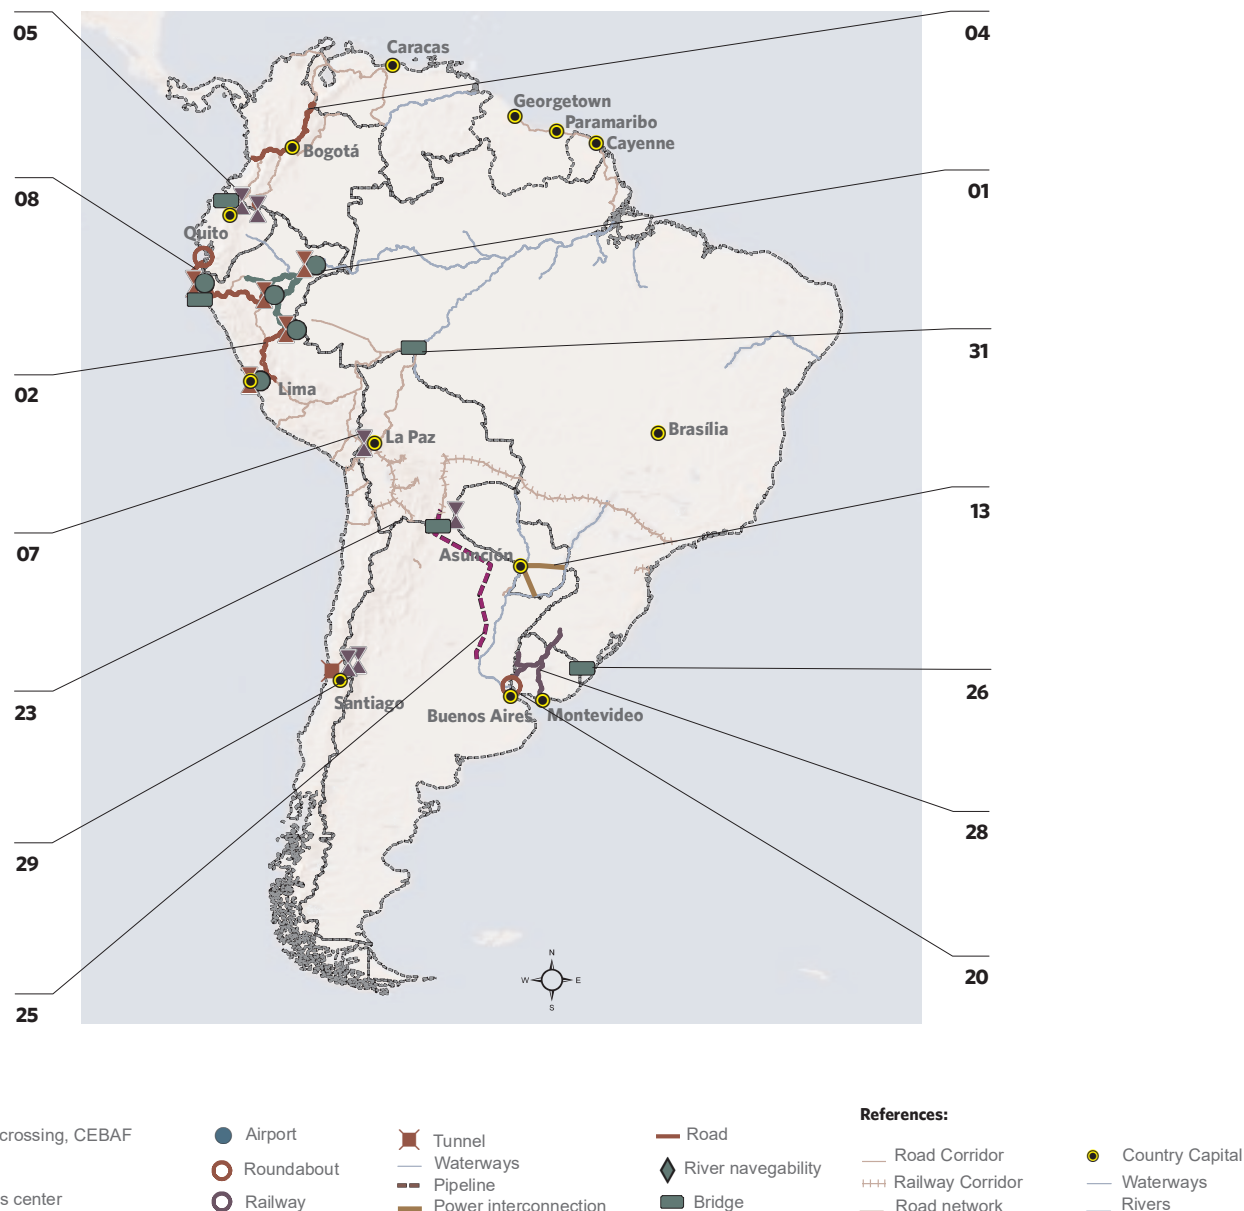 05
04
Caracas
Georgetown
Paramaribo
Cayenne
Bogotá
01
08
Quito
31
02
Lima
Brasília
La Paz
13
07
Asunción
26
23
Santiago
Buenos Aires
Montevideo
28
29
20
25
N
W
E
S
References:
crossing, CEBAF
Airport
Tunnel
Road
Road Corridor
Country Capital
Waterways
Roundabout
River navegability
Railway Corridor
Waterways
Pipeline
s center
Railway
Power interconnection
Bridge
Road network
Rivers